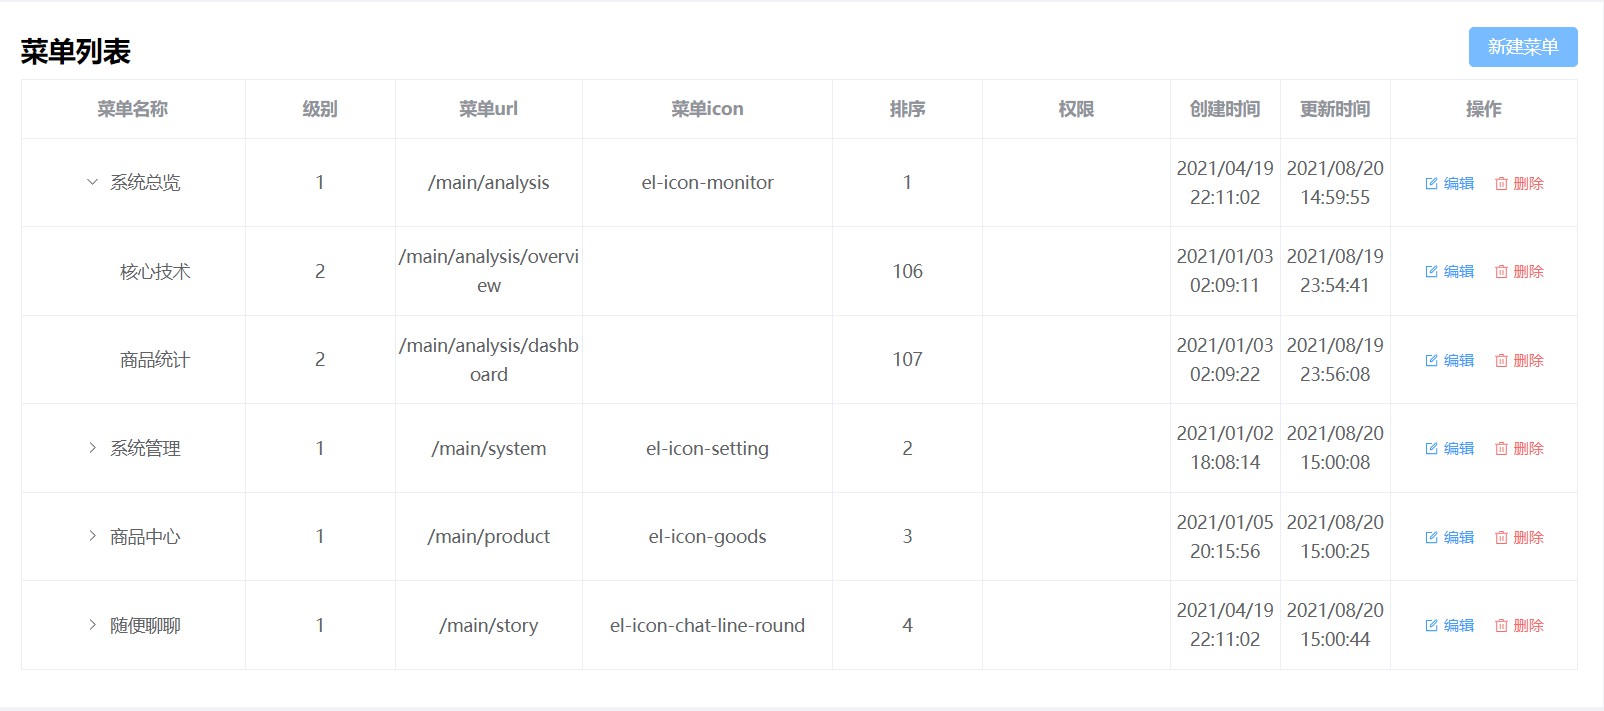 菜单列表
新建菜单
菜单名称 级别 菜单url 菜单icon 排序 权限 创建时间 更新时间 操作
系统总览 1 /main/analysis el-icon-monitor 1 2021/04/19 22:11:02 2021/08/20 14:59:55 编辑 删除
核心技术 2 /main/analysis/overview 106 2021/01/03 02:09:11 2021/08/19 23:54:41 编辑 删除
商品统计 2 /main/analysis/dashboard 107 2021/01/03 02:09:22 2021/08/19 23:56:08 编辑 删除
系统管理 1 /main/system el-icon-setting 2 2021/01/02 18:08:14 2021/08/20 15:00:08 编辑 删除
商品中心 1 /main/product el-icon-goods 3 2021/01/05 20:15:56 2021/08/20 15:00:25 编辑 删除
随便聊聊 1 /main/story el-icon-chat-line-round 4 2021/04/19 22:11:02 2021/08/20 15:00:44 编辑 删除